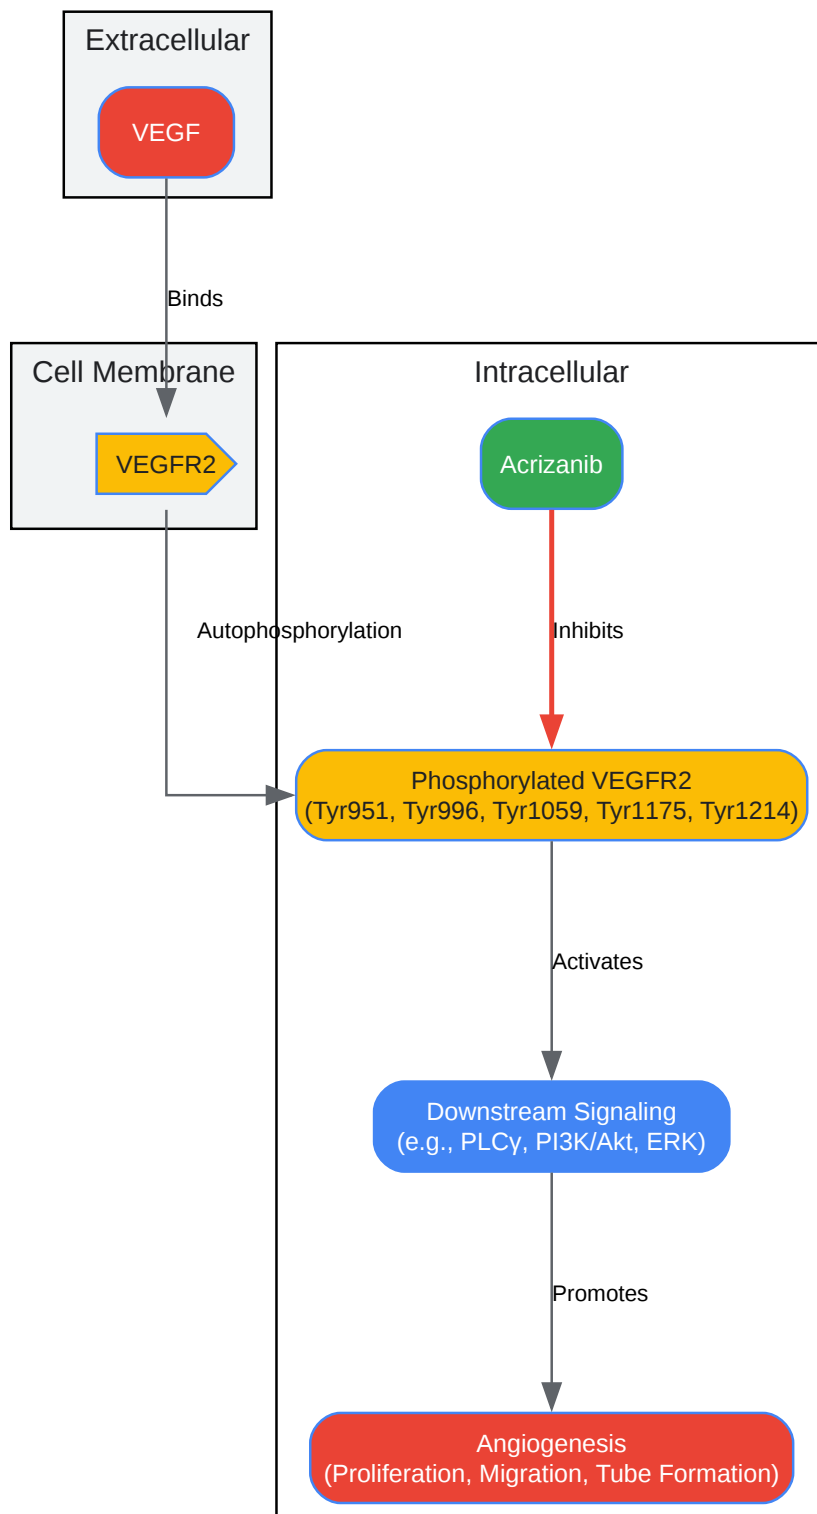 Extracellular
VEGF
Binds
Cell Membrane
VEGFR2
Intracellular
Acrizanib
Autophosphorylation
Inhibits
Phosphorylated VEGFR2
(Tyr951, Tyr996, Tyr1059, Tyr1175, Tyr1214)
Activates
Downstream Signaling
(e.g., PLCγ, PI3K/Akt, ERK)
Promotes
Angiogenesis
(Proliferation, Migration, Tube Formation)